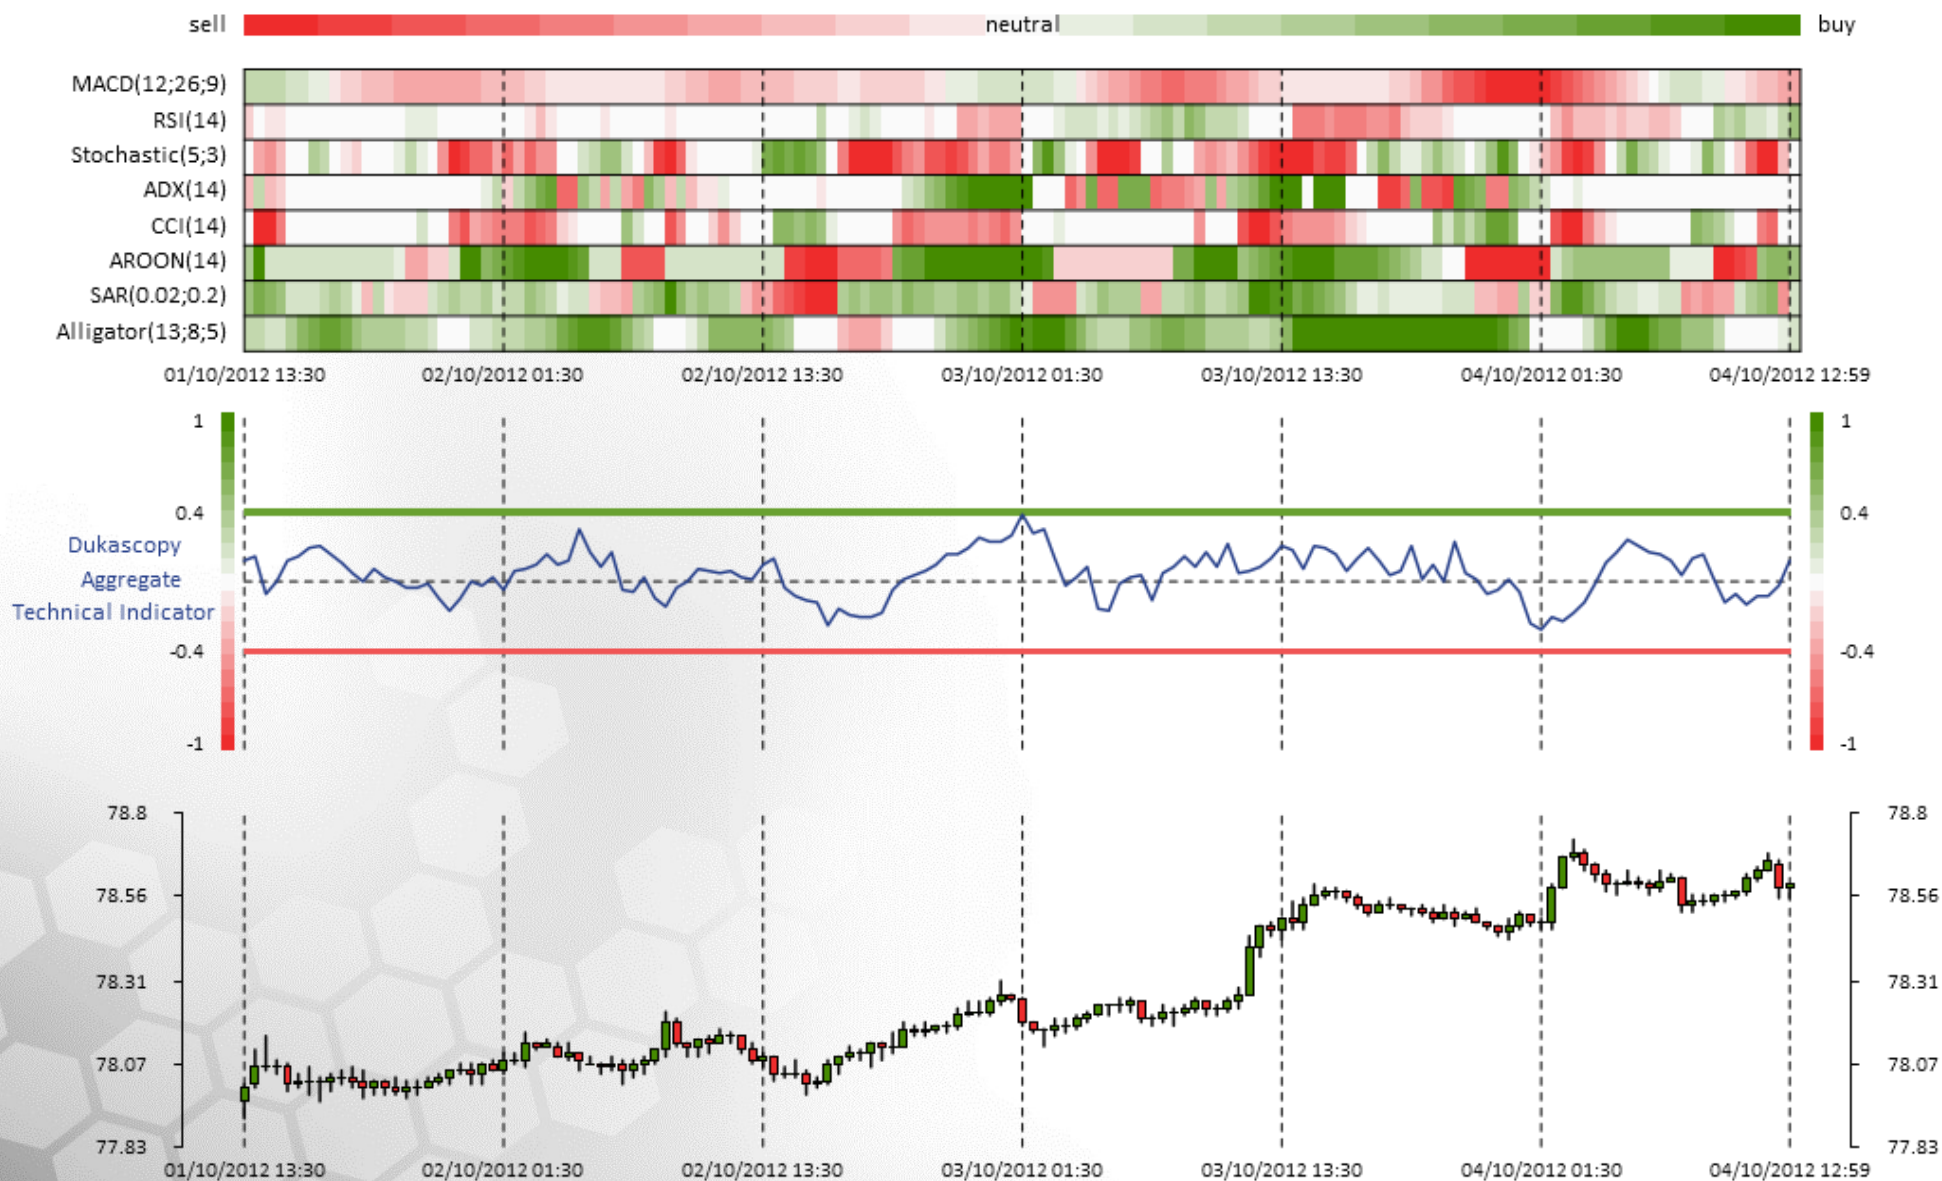 sell neutral buy
MACD(12;26;9)
RSI(14)
Stochastic(5;3)
ADX(14)
CCI(14)
AROON(14)
SAR(0.02;0.2)
Alligator(13;8;5)
01/10/2012 13:30 02/10/2012 01:30 02/10/2012 13:30 03/10/2012 01:30 03/10/2012 13:30 04/10/2012 01:30 04/10/2012 12:59
1 1
0.4 0.4
Dukascopy
Aggregate
Technical Indicator
-0.4 -0.4
-1 -1
78.8 78.8
78.56 78.56
78.31 78.31
78.07 78.07
77.83 77.83
01/10/2012 13:30 02/10/2012 01:30 02/10/2012 13:30 03/10/2012 01:30 03/10/2012 13:30 04/10/2012 01:30 04/10/2012 12:59